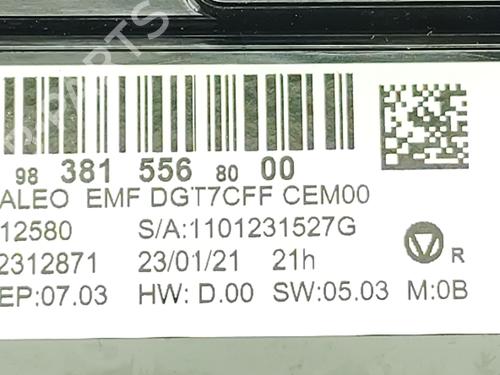 98 381 556 80 00
ALEO EMF DGT7CFF CEM00
12580 S/A:1101231527G
2312871 23/01/21 21h R
EP:07.03 HW: D.00 SW:05.03 M:0B